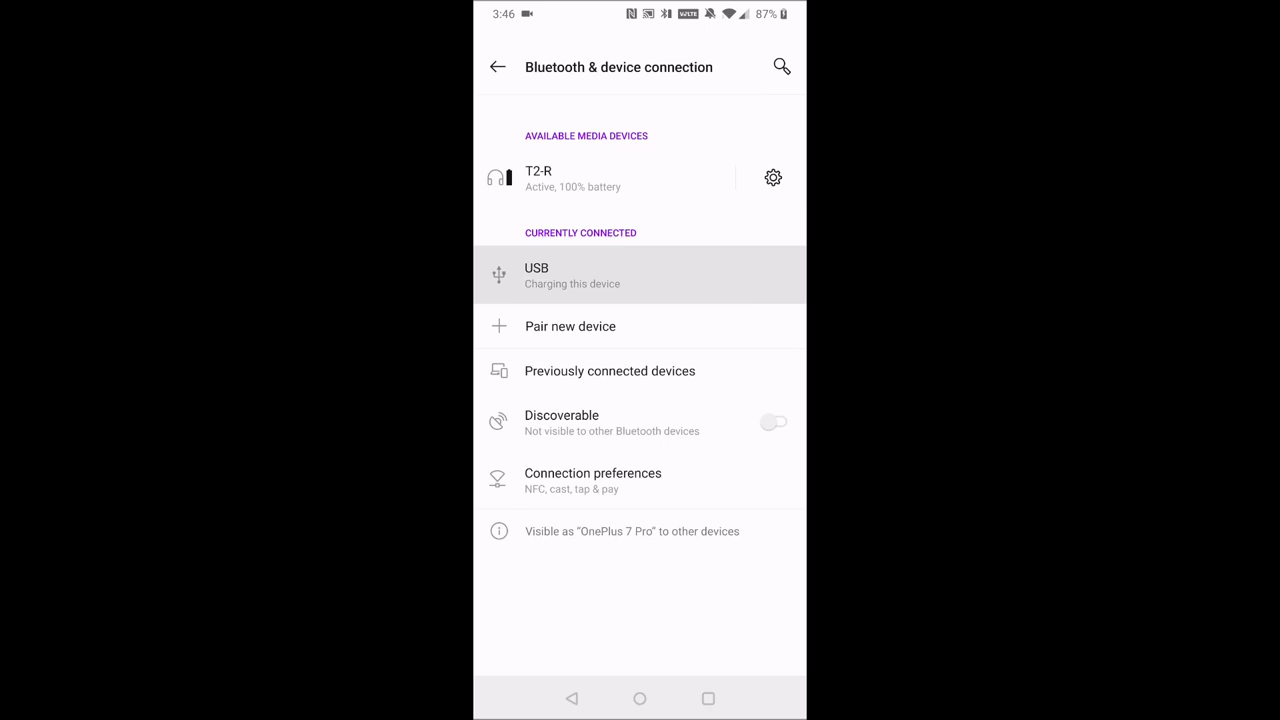 3:46
VoLTE
87%
Bluetooth & device connection
AVAILABLE MEDIA DEVICES
T2-R
Active, 100% battery
CURRENTLY CONNECTED
USB
Charging this device
Pair new device
Previously connected devices
Discoverable
Not visible to other Bluetooth devices
Connection preferences
NFC, cast, tap & pay
Visible as “OnePlus 7 Pro” to other devices